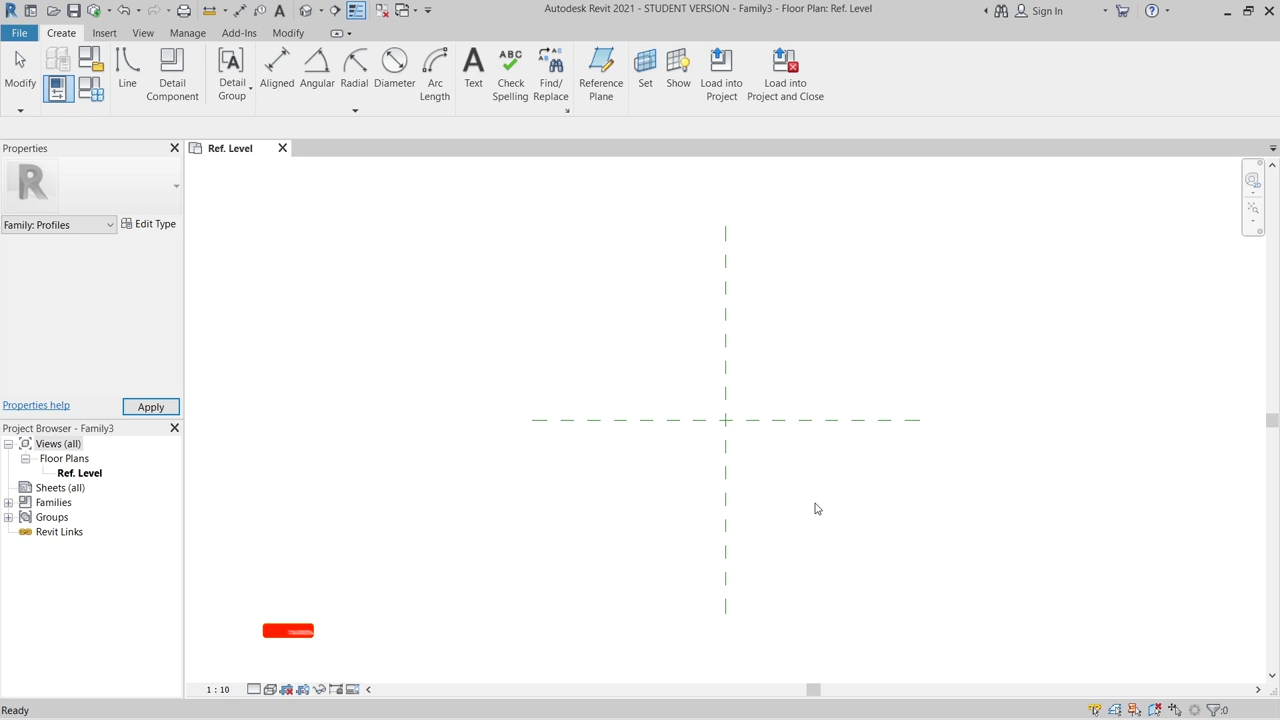 Autodesk Revit 2021 - STUDENT VERSION - Family3 - Floor Plan: Ref. Level
Sign In
File Create Insert View Manage Add-Ins Modify
Modify
Line
Detail
Component
Detail
Group
Aligned
Angular
Radial
Diameter
Arc
Length
Text
ABC
Check
Spelling
Find/
Replace
Reference
Plane
Set
Show
Load into
Project
Load into
Project and Close
Properties
Ref. Level
R
Family: Profiles
Edit Type
Properties help
Apply
Project Browser - Family3
Views (all)
Floor Plans
Ref. Level
Sheets (all)
Families
Groups
Revit Links
1 : 10
Ready
:0